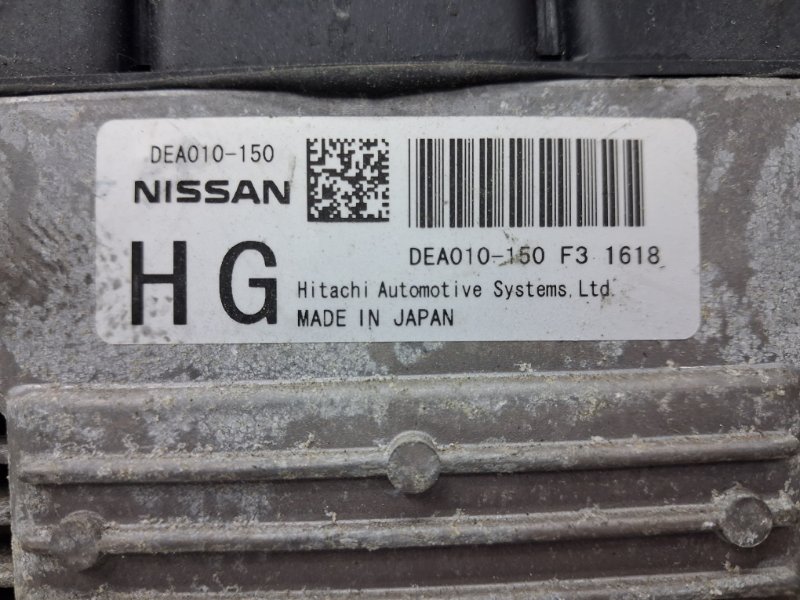 DEA010-150
NISSAN
DEA010-150 F3 1618
HG
Hitachi Automotive Systems, Ltd.
MADE IN JAPAN